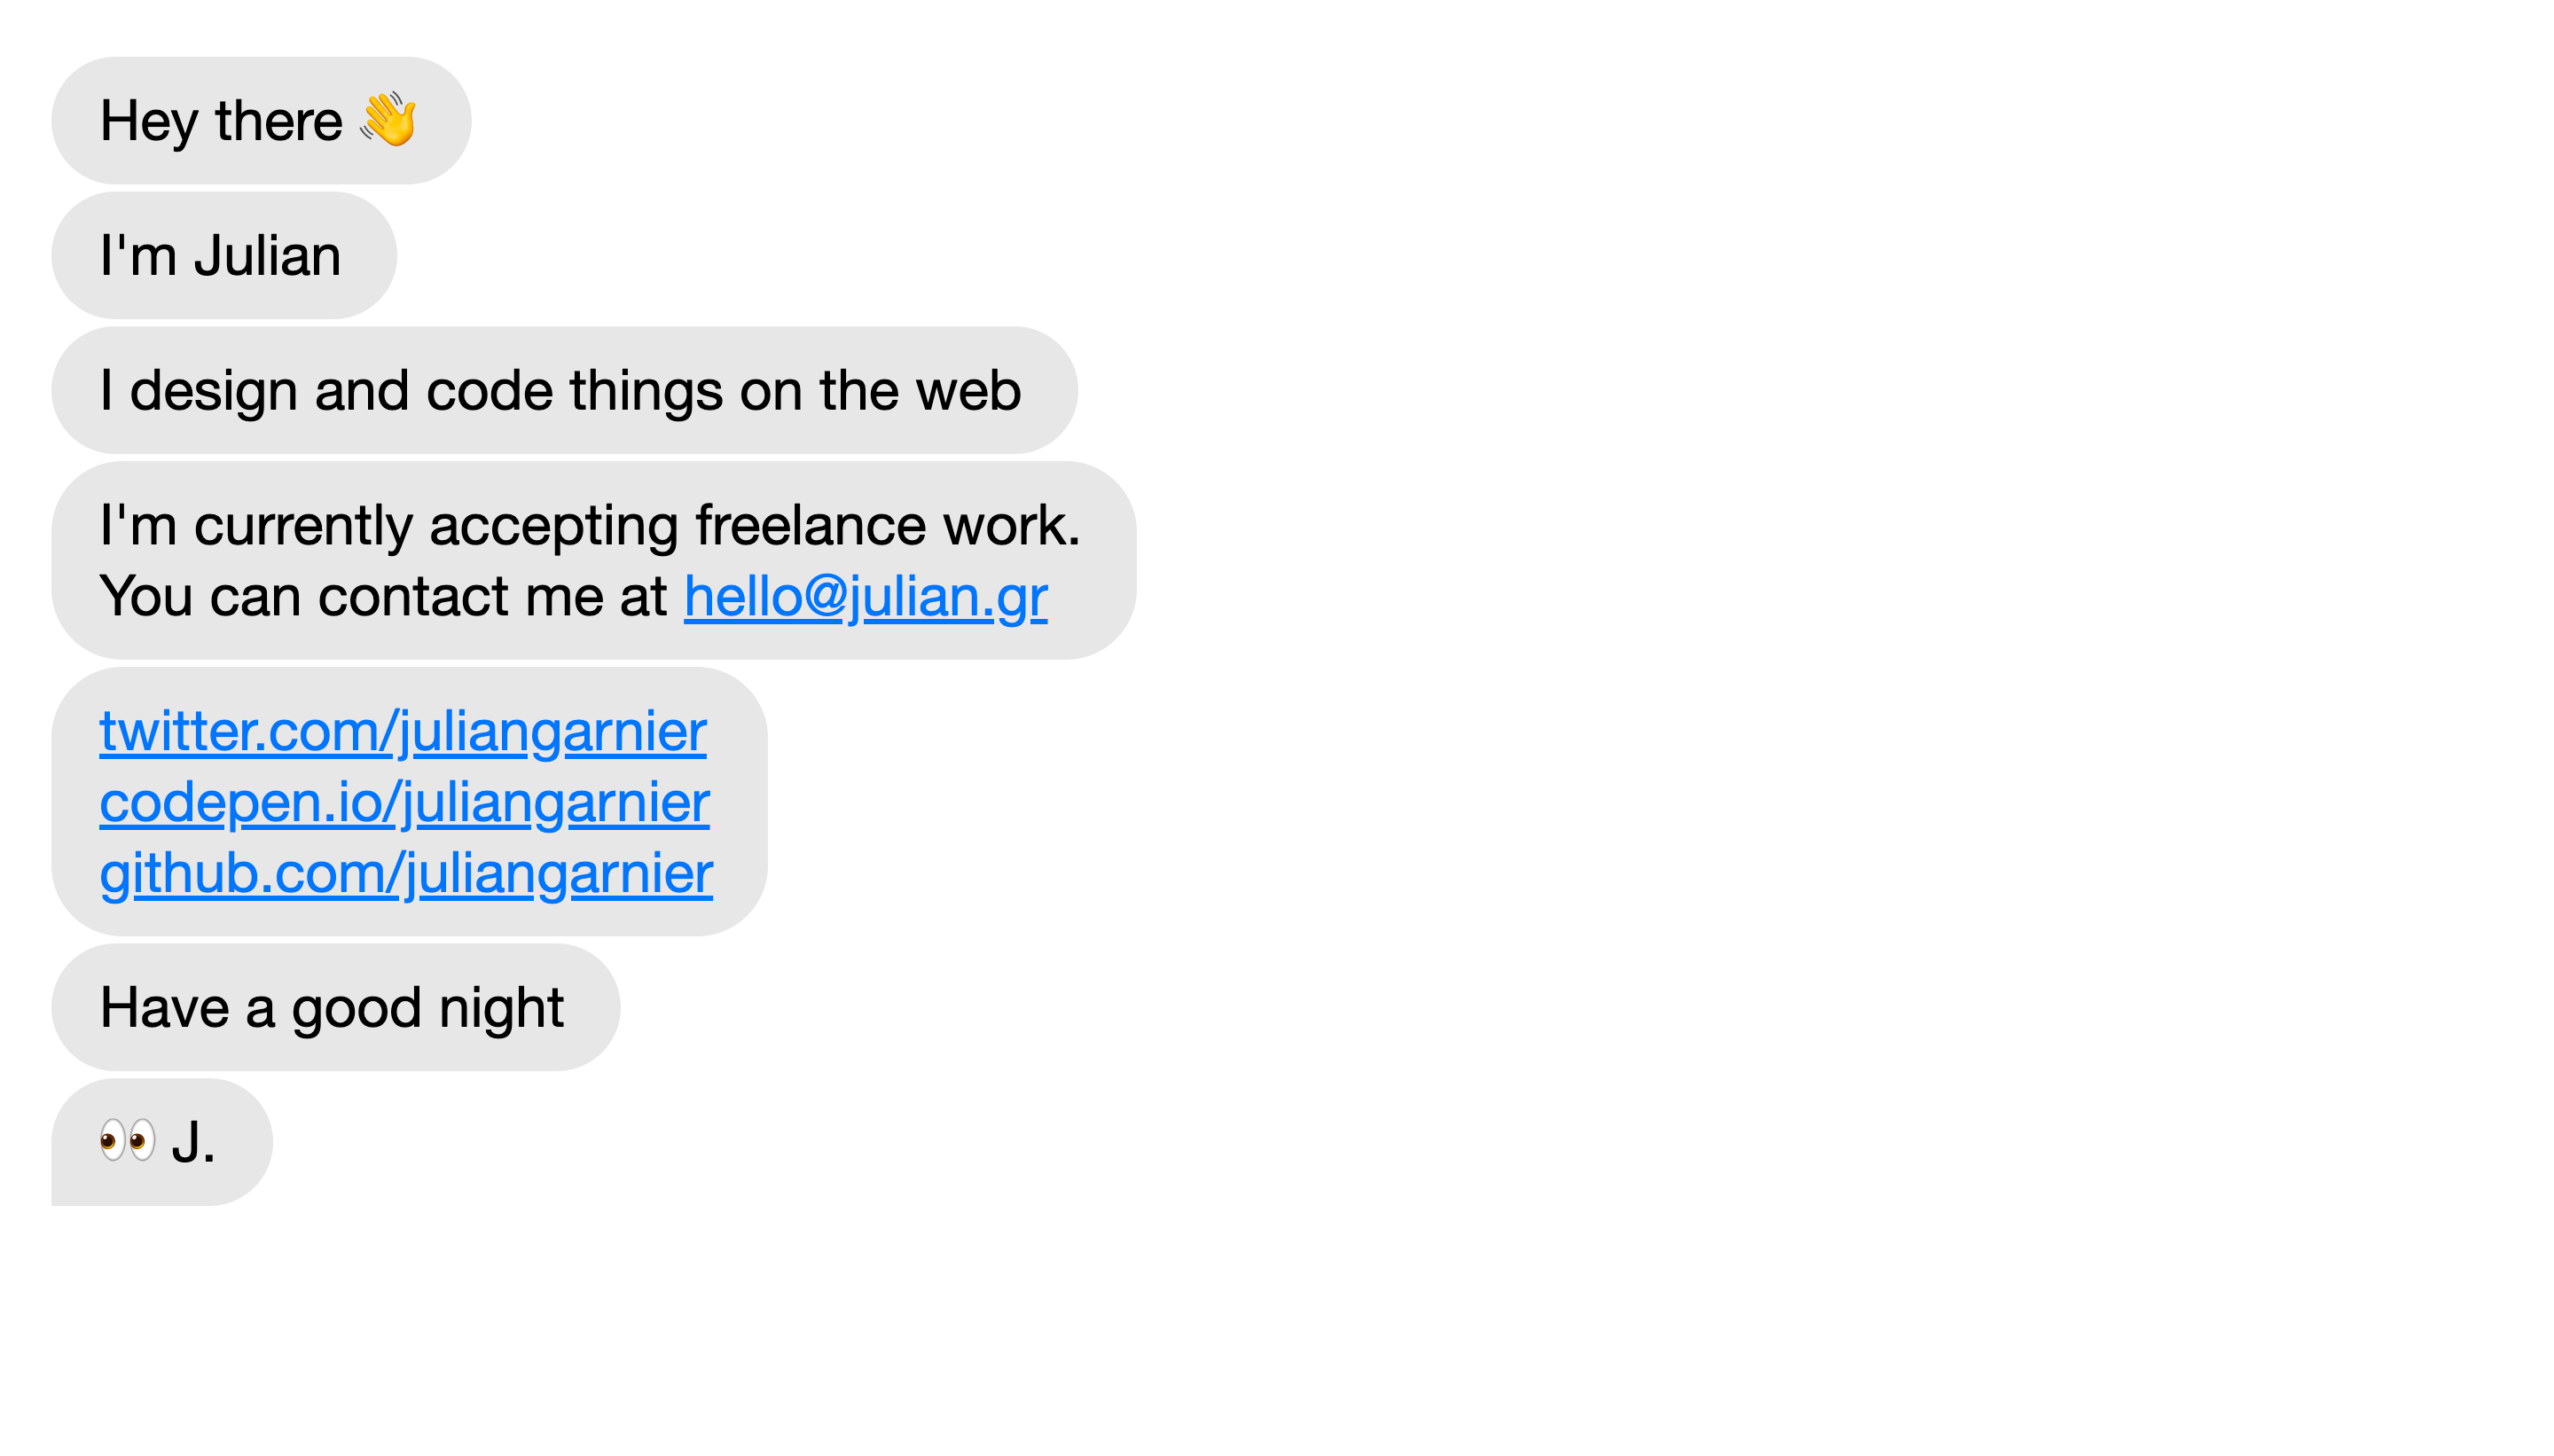 Hey there 👋
I'm Julian
I design and code things on the web
I'm currently accepting freelance work.
You can contact me at hello@julian.gr
twitter.com/juliangarnier
codepen.io/juliangarnier
github.com/juliangarnier
Have a good night
👀 J.